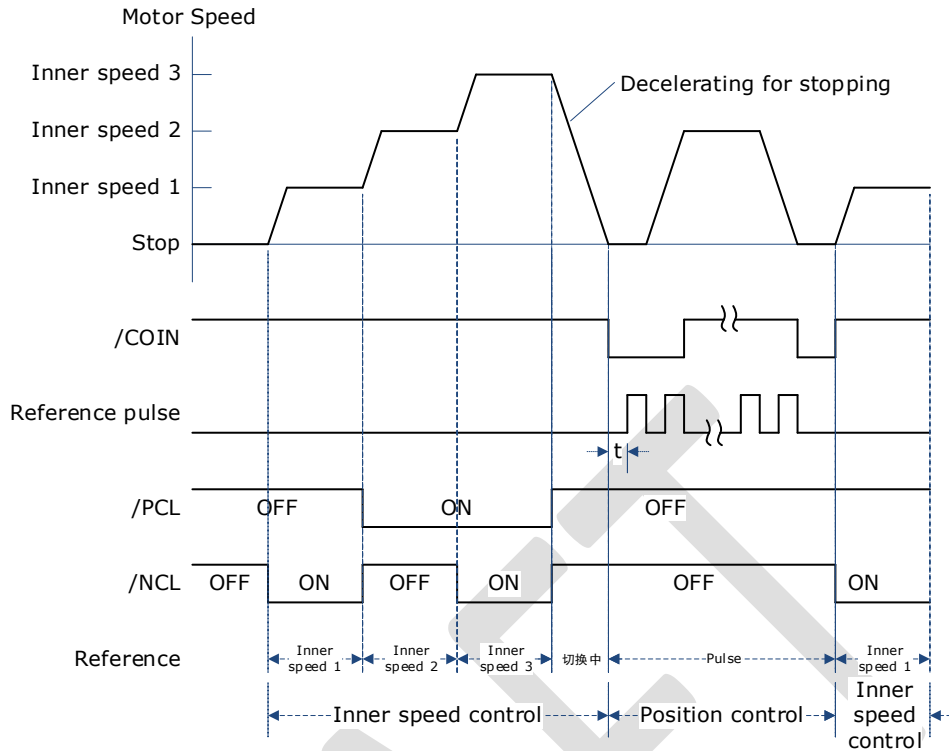 Motor Speed
Inner speed 3
Decelerating for stopping
Inner speed 2
Inner speed 1
Stop
/COIN
Reference pulse
t
/PCL OFF ON OFF
/NCL OFF ON OFF ON OFF ON
Reference
Inner
speed 1
Inner
speed 2
Inner
speed 3
切换中
Pulse
Inner
speed 1
Inner speed control
Position control
Inner
speed
control